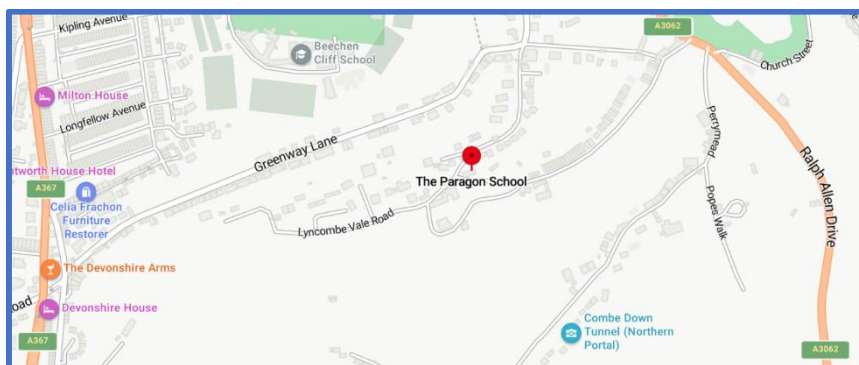 Kipling Avenue
A3062
Beechen
Cliff School
Church Street
Milton House
Longfellow Avenue
Greenway Lane
Perrymead
ntworth House Hotel
The Paragon School
Ralph Allen Drive
A367
Celia Frachon
Furniture
Restorer
Lyncombe Vale Road
Popes Walk
The Devonshire Arms
oad
Devonshire House
Combe Down
Tunnel (Northern
Portal)
A367
A3062